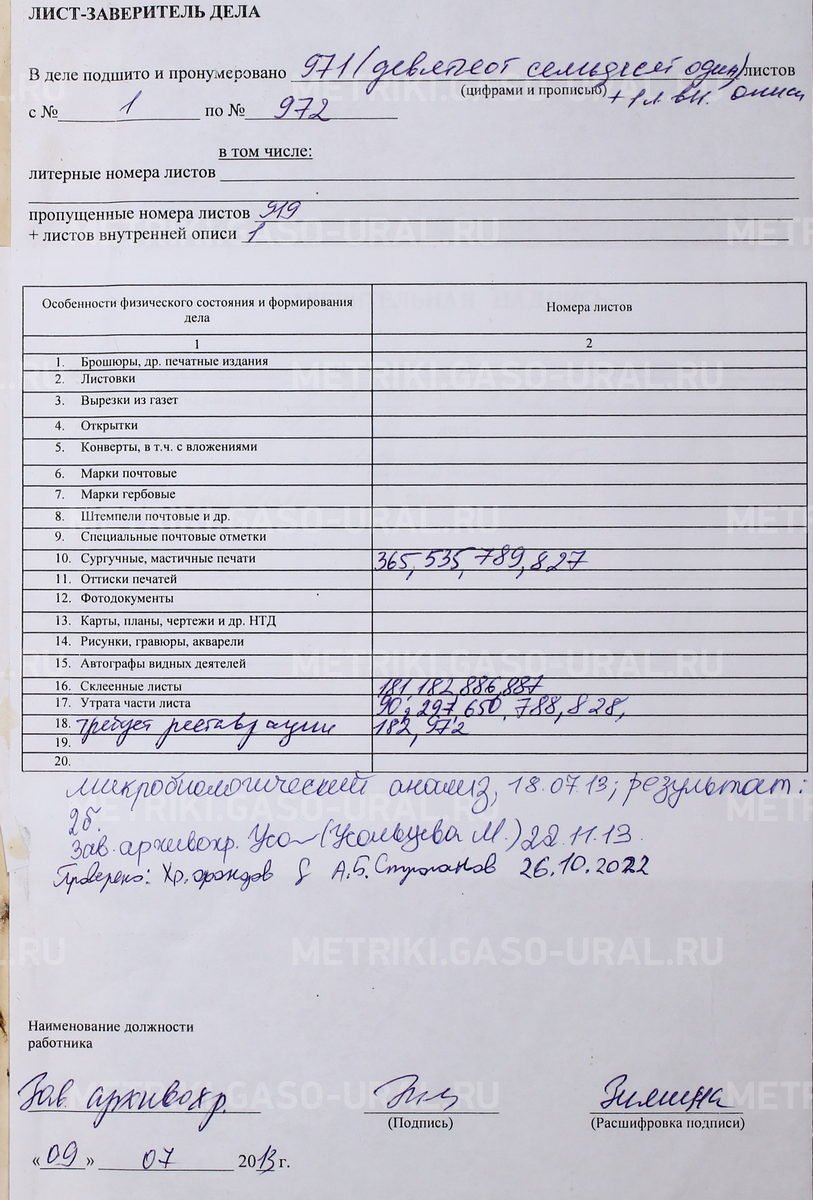 ЛИСТ-ЗАВЕРИТЕЛЬ ДЕЛА
В деле подшито и пронумеровано 971 (девятьсот семьдесят один) листов
(цифрами и прописью) + 1 л. вн. описи
с № 1 по № 972
в том числе:
литерные номера листов
пропущенные номера листов 919
+ листов внутренней описи 1
Особенности физического состояния и формирования дела Номера листов
1 2
1. Брошюры, др. печатные издания
2. Листовки
3. Вырезки из газет
4. Открытки
5. Конверты, в т.ч. с вложениями
6. Марки почтовые
7. Марки гербовые
8. Штемпели почтовые и др.
9. Специальные почтовые отметки
10. Сургучные, мастичные печати 365, 535, 789, 827
11. Оттиски печатей
12. Фотодокументы
13. Карты, планы, чертежи и др. НТД
14. Рисунки, гравюры, акварели
15. Автографы видных деятелей
16. Склеенные листы 181, 182, 886, 887
17. Утрата части листа 90, 297, 650, 788, 828,
18. требует реставрации 182, 972
19.
20.
микробиологический анализ, 18.07.13; результат:
2б.
Зав. архивохр. (Усольцева М.) 22.11.13.
Проверено: Хр. фондов А.Б. Строганов 26.10.2022
Наименование должности
работника
Зав. архивохр. Зимина
(Подпись) (Расшифровка подписи)
«09» 07 2013 г.
METRIKI.GASO-URAL.RU